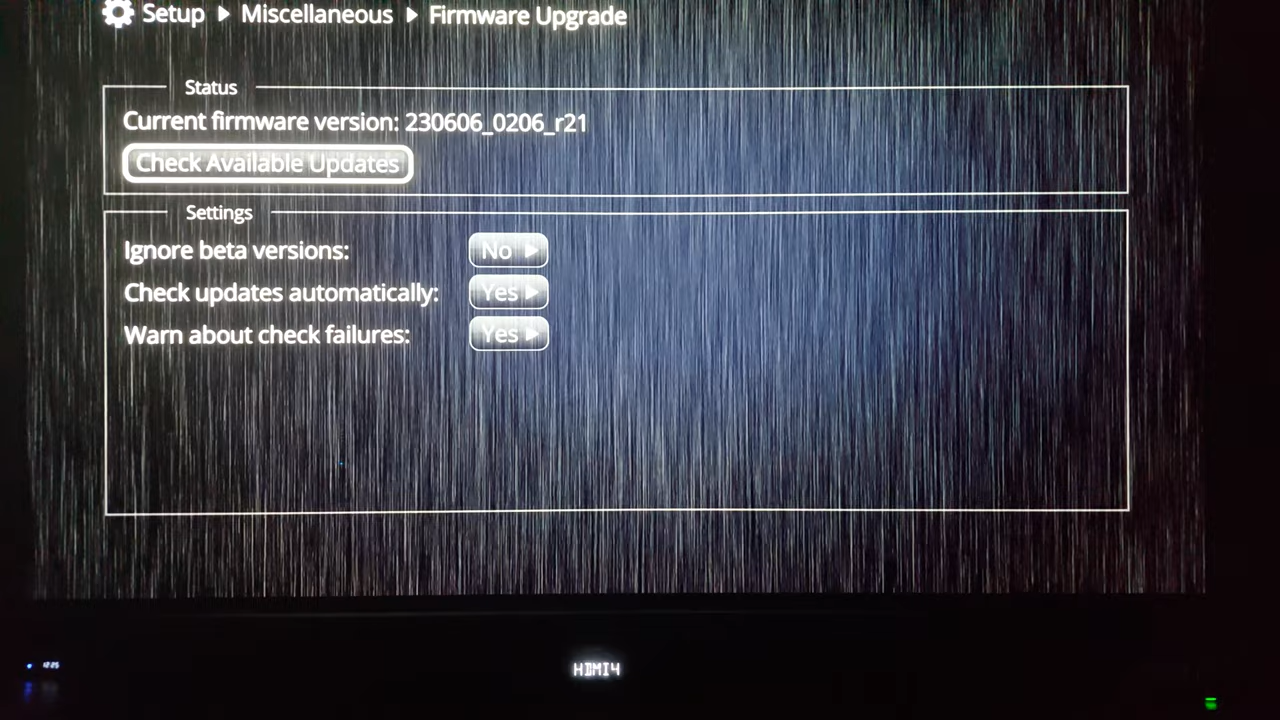 Setup ▶ Miscellaneous ▶ Firmware Upgrade
Status
Current firmware version: 230606_0206_r21
Check Available Updates
Settings
Ignore beta versions: No ▶
Check updates automatically: Yes ▶
Warn about check failures: Yes ▶
HDMI4